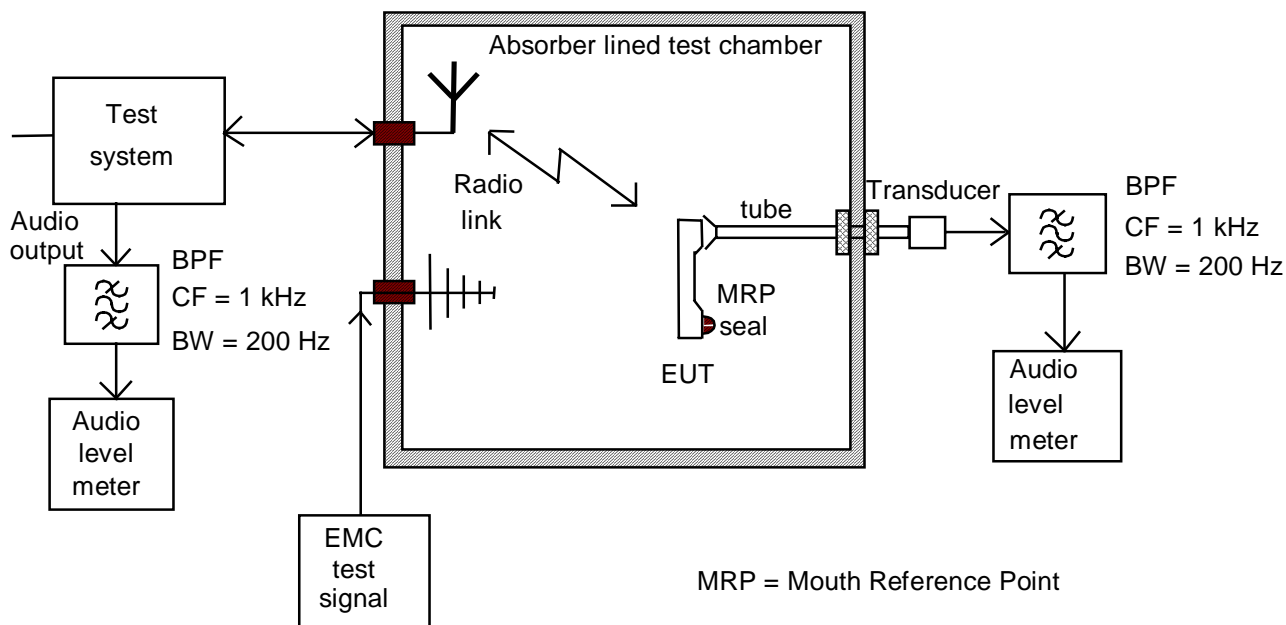 Absorber lined test chamber
Test
system
Radio
link
Audio
output
BPF
CF = 1 kHz
BW = 200 Hz
Audio
level
meter
EMC
test
signal
tube
Transducer
MRP
seal
EUT
BPF
CF = 1 kHz
BW = 200 Hz
Audio
level
meter
MRP = Mouth Reference Point